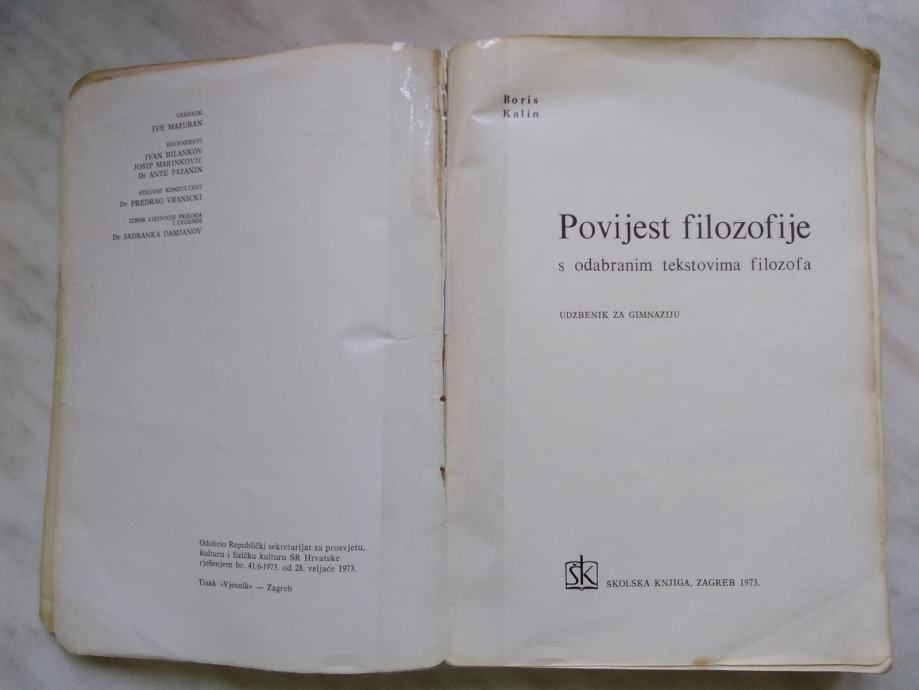 UREDNIK
IVE MAŽURAN
RECENZENTI
IVAN BILANKOV
JOSIP MARINKOVIĆ
Dr ANTE PAŽANIN
STRUČNI KONZULTANT
Dr PREDRAG VRANICKI
IZBOR LIKOVNIH PRILOGA
I LEGENDI
Dr JADRANKA DAMJANOV
Odobrio Republički sekretarijat za prosvjetu,
kulturu i fizičku kulturu SR Hrvatske
rješenjem br. 41/6-1973. od 28. veljače 1973.
Tisak »Vjesnik« — Zagreb
Boris
Kalin
Povijest filozofije
s odabranim tekstovima filozofa
UDŽBENIK ZA GIMNAZIJU
ŠK
ŠKOLSKA KNJIGA, ZAGREB 1973.